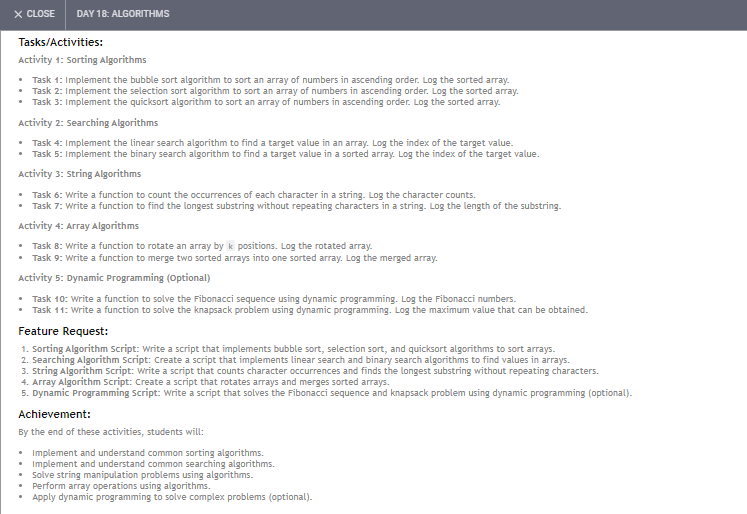 × CLOSE DAY 18: ALGORITHMS
Tasks/Activities:
Activity 1: Sorting Algorithms
• Task 1: Implement the bubble sort algorithm to sort an array of numbers in ascending order. Log the sorted array.
• Task 2: Implement the selection sort algorithm to sort an array of numbers in ascending order. Log the sorted array.
• Task 3: Implement the quicksort algorithm to sort an array of numbers in ascending order. Log the sorted array.
Activity 2: Searching Algorithms
• Task 4: Implement the linear search algorithm to find a target value in an array. Log the index of the target value.
• Task 5: Implement the binary search algorithm to find a target value in a sorted array. Log the index of the target value.
Activity 3: String Algorithms
• Task 6: Write a function to count the occurrences of each character in a string. Log the character counts.
• Task 7: Write a function to find the longest substring without repeating characters in a string. Log the length of the substring.
Activity 4: Array Algorithms
• Task 8: Write a function to rotate an array by k positions. Log the rotated array.
• Task 9: Write a function to merge two sorted arrays into one sorted array. Log the merged array.
Activity 5: Dynamic Programming (Optional)
• Task 10: Write a function to solve the Fibonacci sequence using dynamic programming. Log the Fibonacci numbers.
• Task 11: Write a function to solve the knapsack problem using dynamic programming. Log the maximum value that can be obtained.
Feature Request:
1. Sorting Algorithm Script: Write a script that implements bubble sort, selection sort, and quicksort algorithms to sort arrays.
2. Searching Algorithm Script: Create a script that implements linear search and binary search algorithms to find values in arrays.
3. String Algorithm Script: Write a script that counts character occurrences and finds the longest substring without repeating characters.
4. Array Algorithm Script: Create a script that rotates arrays and merges sorted arrays.
5. Dynamic Programming Script: Write a script that solves the Fibonacci sequence and knapsack problem using dynamic programming (optional).
Achievement:
By the end of these activities, students will:
• Implement and understand common sorting algorithms.
• Implement and understand common searching algorithms.
• Solve string manipulation problems using algorithms.
• Perform array operations using algorithms.
• Apply dynamic programming to solve complex problems (optional).